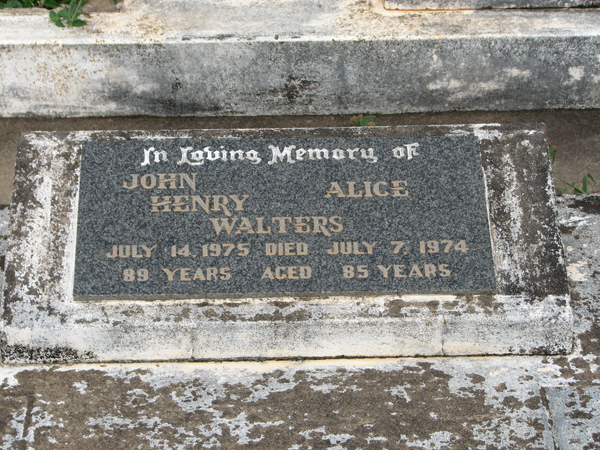 In Loving Memory of
JOHN ALICE
HENRY
WALTERS
JULY 14, 1975 DIED JULY 7, 1974
89 YEARS AGED 85 YEARS